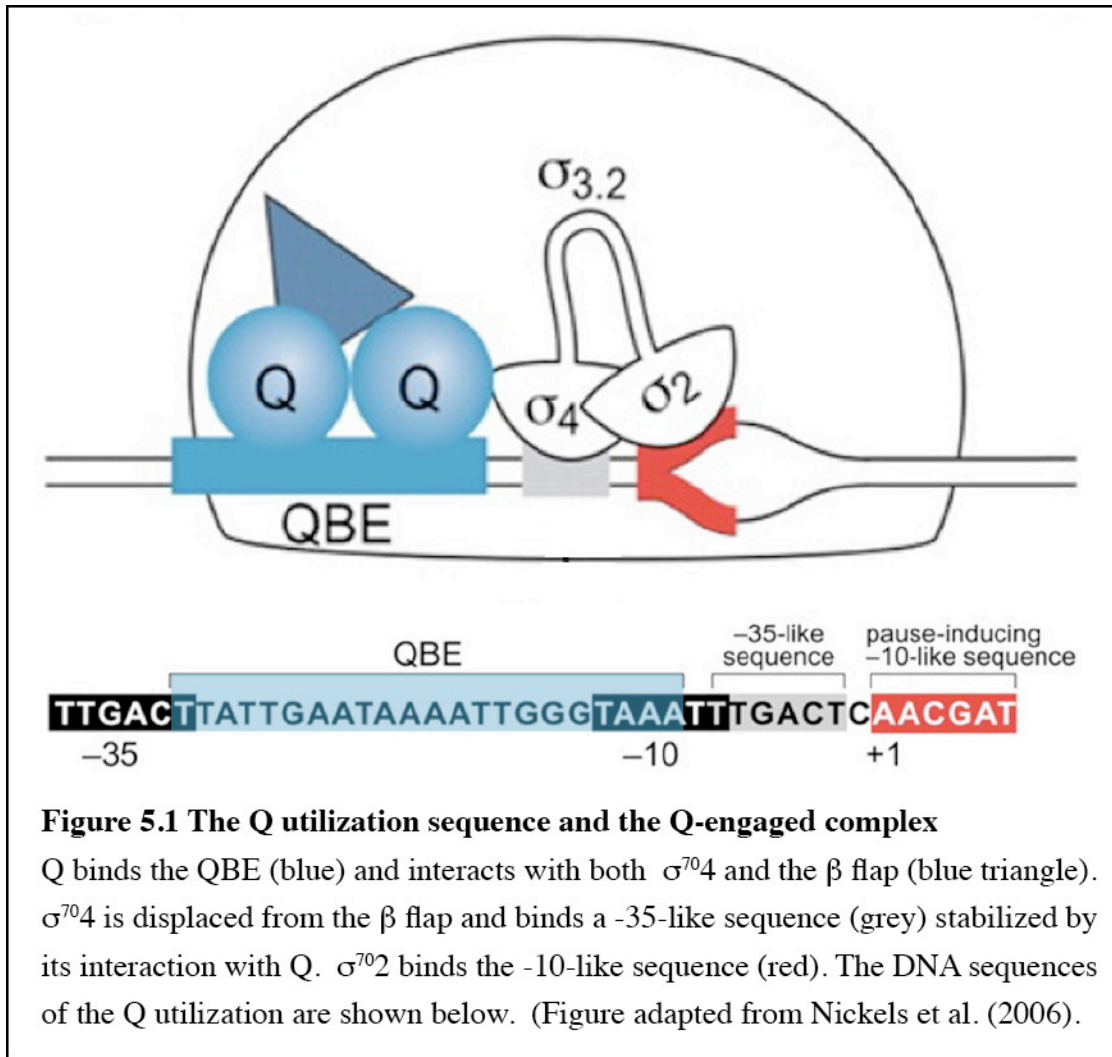 σ3.2
Q Q σ4 σ2
QBE
QBE
–35-like
sequence
pause-inducing
–10-like sequence
TTGACTTATTGAATAAAATTGGGTAAATTTGACTCAACGAT
–35 –10 +1
Figure 5.1 The Q utilization sequence and the Q-engaged complex
Q binds the QBE (blue) and interacts with both σ⁷⁰4 and the β flap (blue triangle).
σ⁷⁰4 is displaced from the β flap and binds a -35-like sequence (grey) stabilized by
its interaction with Q. σ⁷⁰2 binds the -10-like sequence (red). The DNA sequences
of the Q utilization are shown below. (Figure adapted from Nickels et al. (2006).